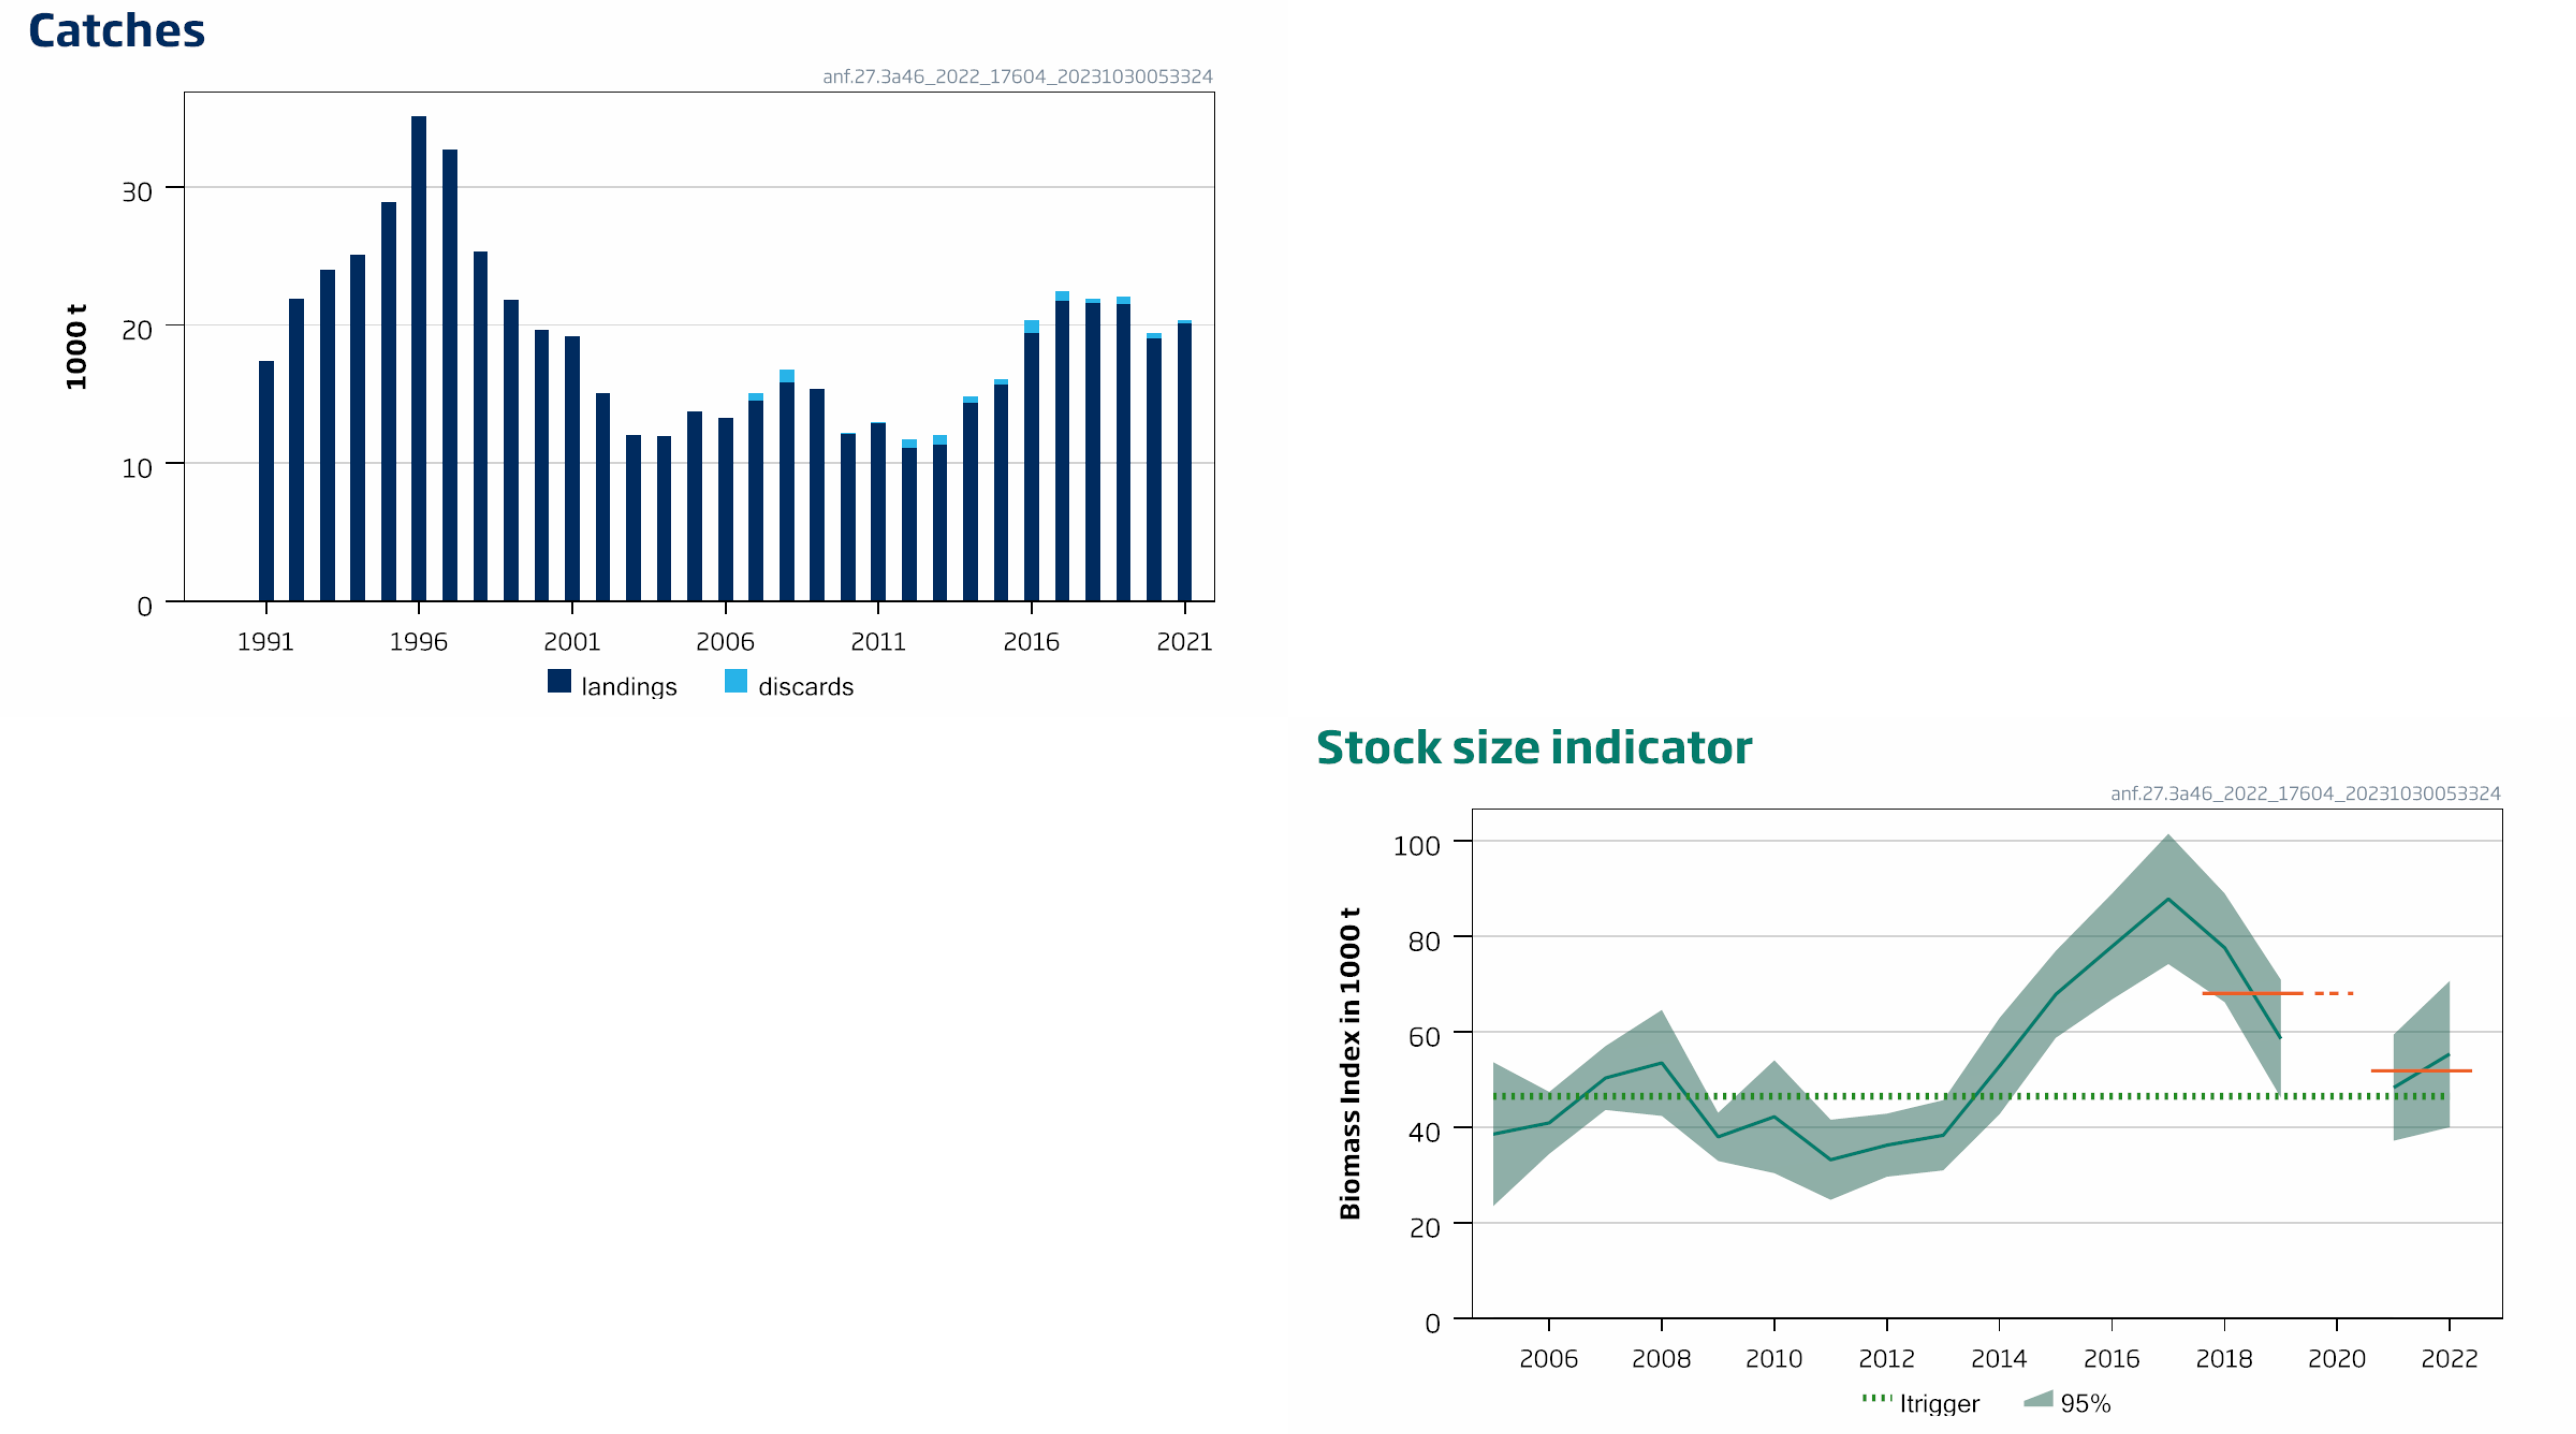 Catches
anf.27.3a46_2022_17604_20231030053324
1000 t
30
20
10
0
1991 1996 2001 2006 2011 2016 2021
landings discards
Stock size indicator
anf.27.3a46_2022_17604_20231030053324
Biomass Index in 1000 t
100
80
60
40
20
0
2006 2008 2010 2012 2014 2016 2018 2020 2022
Itrigger 95%